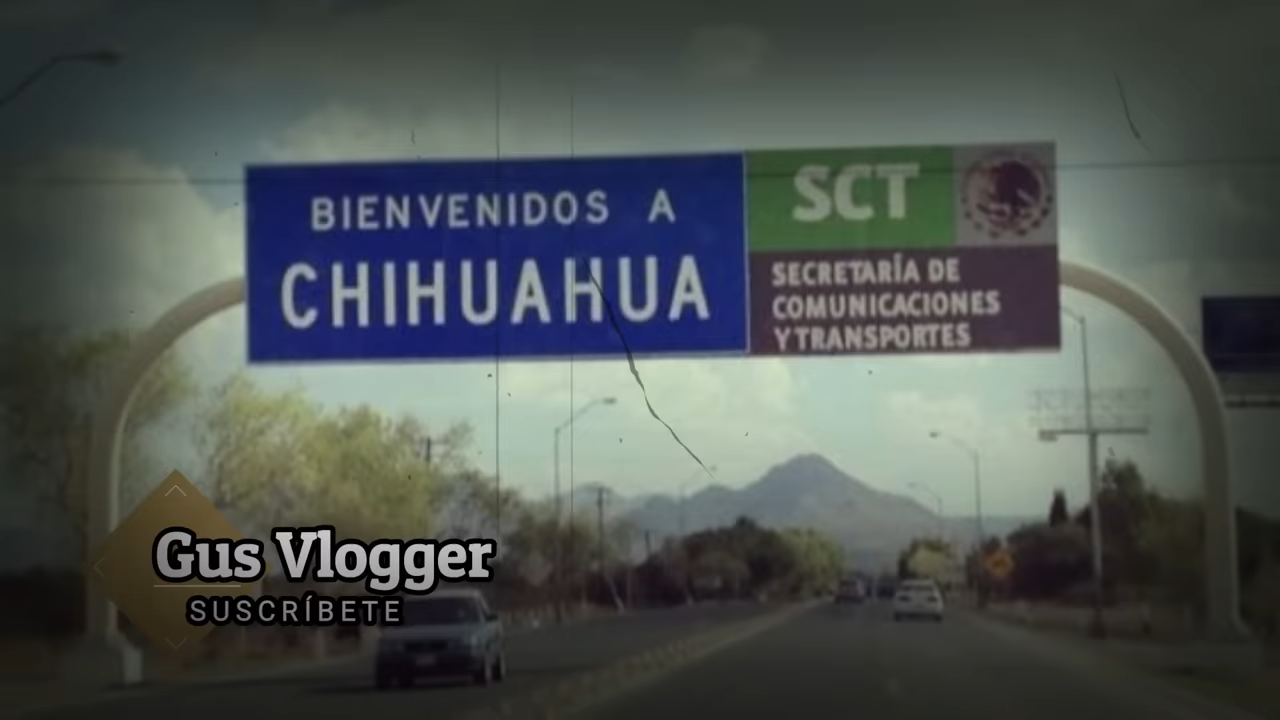 BIENVENIDOS A
CHIHUAHUA
SCT
SECRETARÍA DE
COMUNICACIONES
Y TRANSPORTES
Gus Vlogger
SUSCRÍBETE